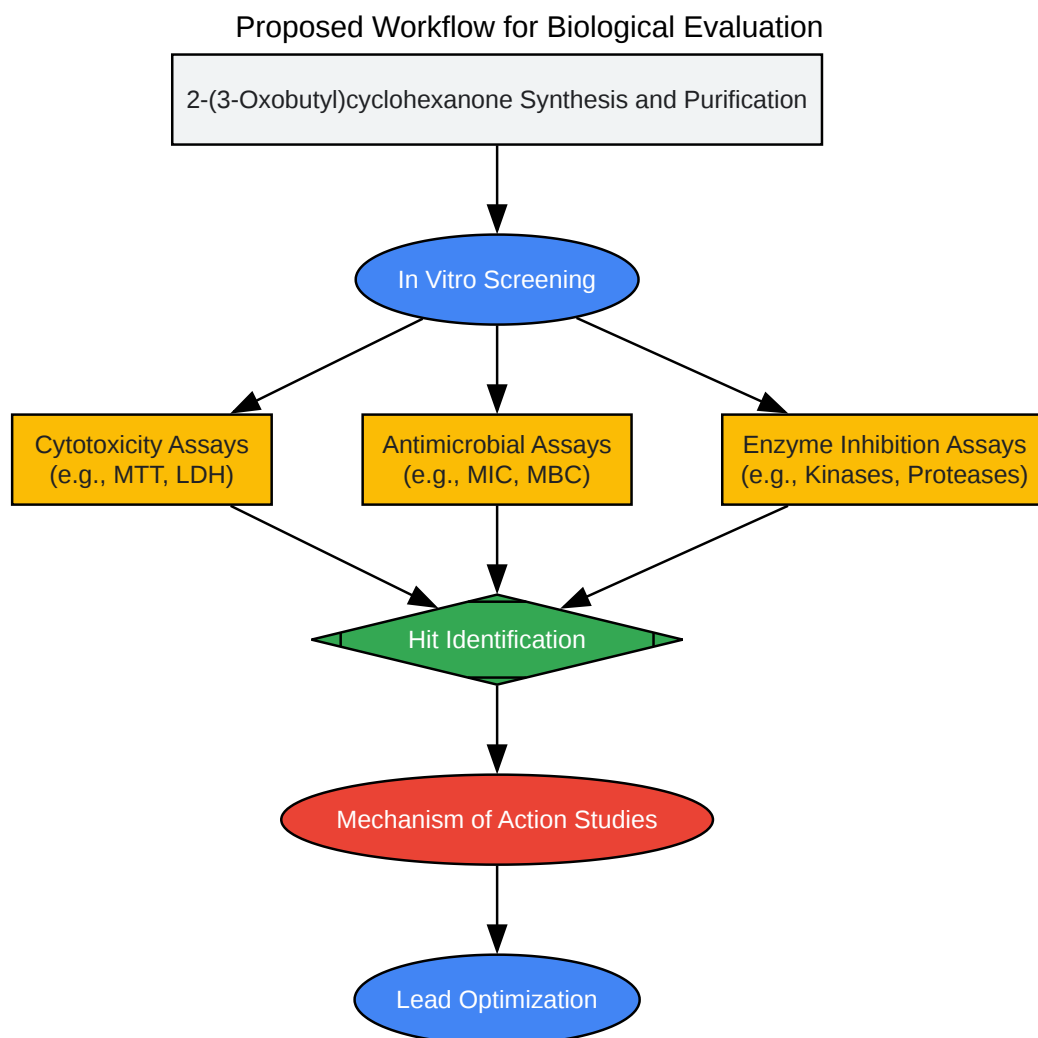 Proposed Workflow for Biological Evaluation
2-(3-Oxobutyl)cyclohexanone Synthesis and Purification
In Vitro Screening
Cytotoxicity Assays
(e.g., MTT, LDH)
Antimicrobial Assays
(e.g., MIC, MBC)
Enzyme Inhibition Assays
(e.g., Kinases, Proteases)
Hit Identification
Mechanism of Action Studies
Lead Optimization